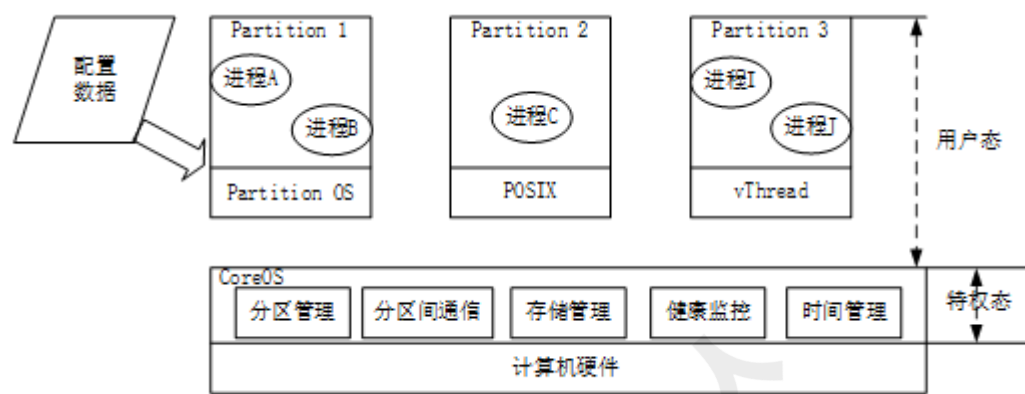 配置
数据
Partition 1
进程A
进程B
Partition OS
Partition 2
进程C
POSIX
Partition 3
进程I
进程J
vThread
用户态
CoreOS
分区管理
分区间通信
存储管理
健康监控
时间管理
特权态
计算机硬件